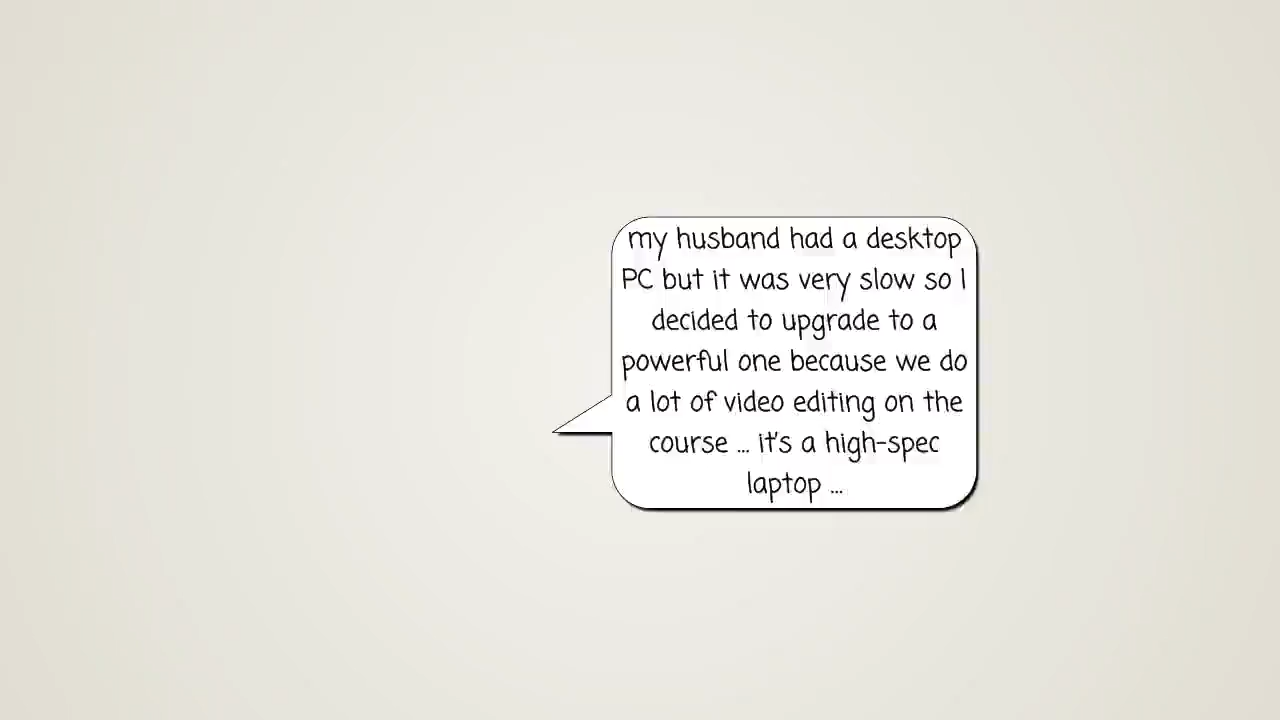 my husband had a desktop
PC but it was very slow so I
decided to upgrade to a
powerful one because we do
a lot of video editing on the
course ... it's a high-spec
laptop ...